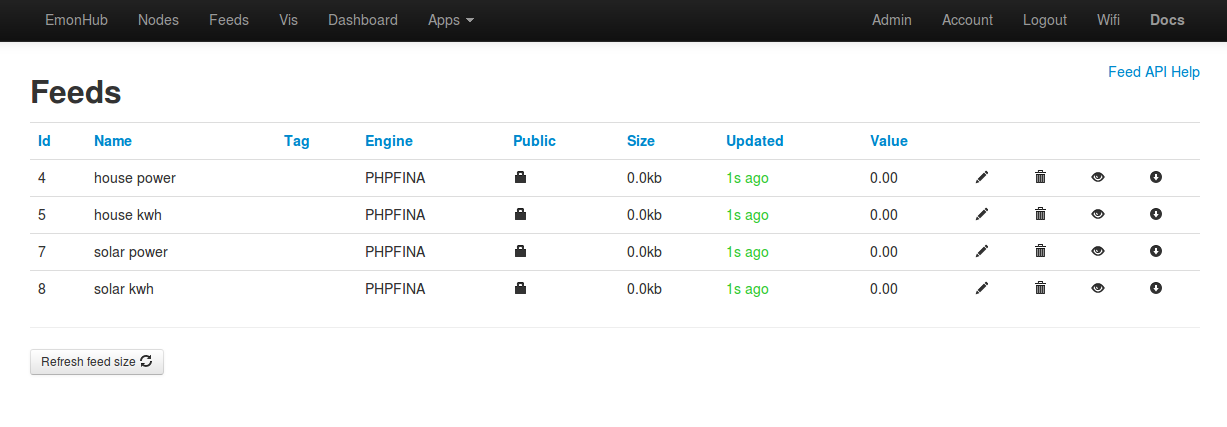 EmonHub Nodes Feeds Vis Dashboard Apps Admin Account Logout Wifi Docs
Feed API Help
Feeds
Id Name Tag Engine Public Size Updated Value
4 house power PHPFINA 0.0kb 1s ago 0.00
5 house kwh PHPFINA 0.0kb 1s ago 0.00
7 solar power PHPFINA 0.0kb 1s ago 0.00
8 solar kwh PHPFINA 0.0kb 1s ago 0.00
Refresh feed size